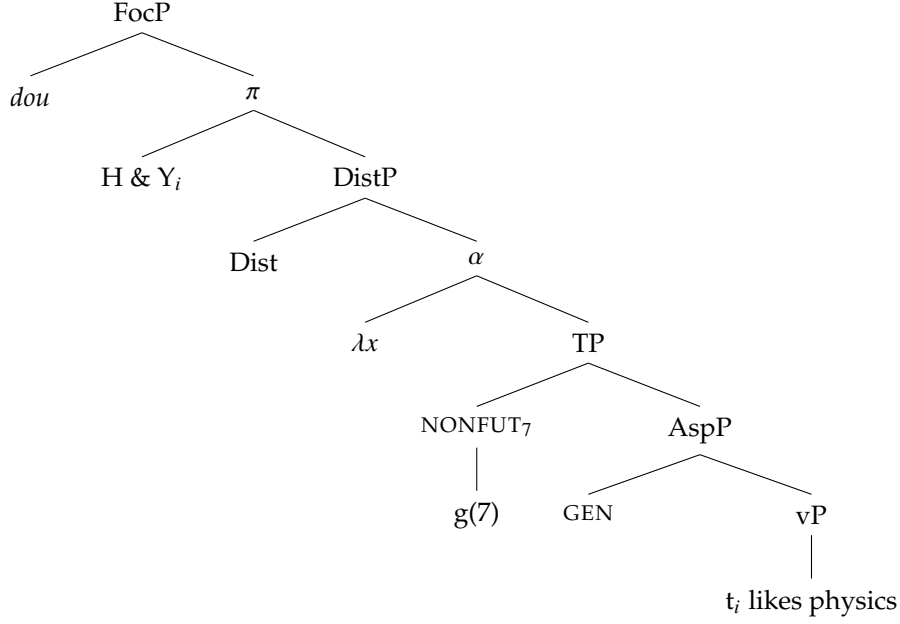 FocP
dou π
H & Yᵢ DistP
Dist α
λx TP
NONFUT₇ AspP
g(7) GEN vP
tᵢ likes physics